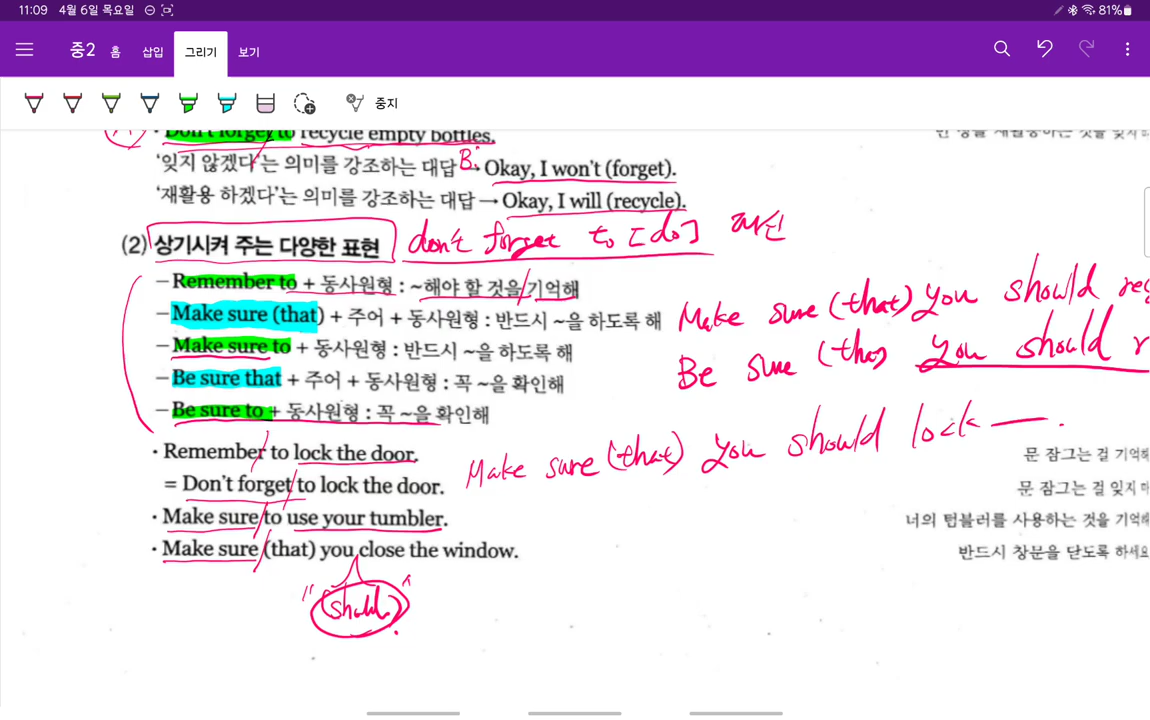 11:09 4월 6일 목요일 81%
중2 홈 삽입 그리기 보기
중지
· Don't forget to recycle empty bottles.
'잊지 않겠다'는 의미를 강조하는 대답 B. → Okay, I won't (forget).
'재활용 하겠다'는 의미를 강조하는 대답 → Okay, I will (recycle).
(2) 상기시켜 주는 다양한 표현 don't forget to [do]
– Remember to + 동사원형 : ~해야 할 것을 기억해
– Make sure (that) + 주어 + 동사원형 : 반드시 ~을 하도록 해 Make sure (that) you should
– Make sure to + 동사원형 : 반드시 ~을 하도록 해 Be sure (that) you should
– Be sure that + 주어 + 동사원형 : 꼭 ~을 확인해
– Be sure to + 동사원형 : 꼭 ~을 확인해
· Remember to lock the door. 문 잠그는 걸 기억해
Make sure (that) you should lock
= Don't forget to lock the door. 문 잠그는 걸 잊지
· Make sure to use your tumbler. 너의 텀블러를 사용하는 것을 기억해
· Make sure (that) you close the window. 반드시 창문을 닫도록 하세요
"(should)"